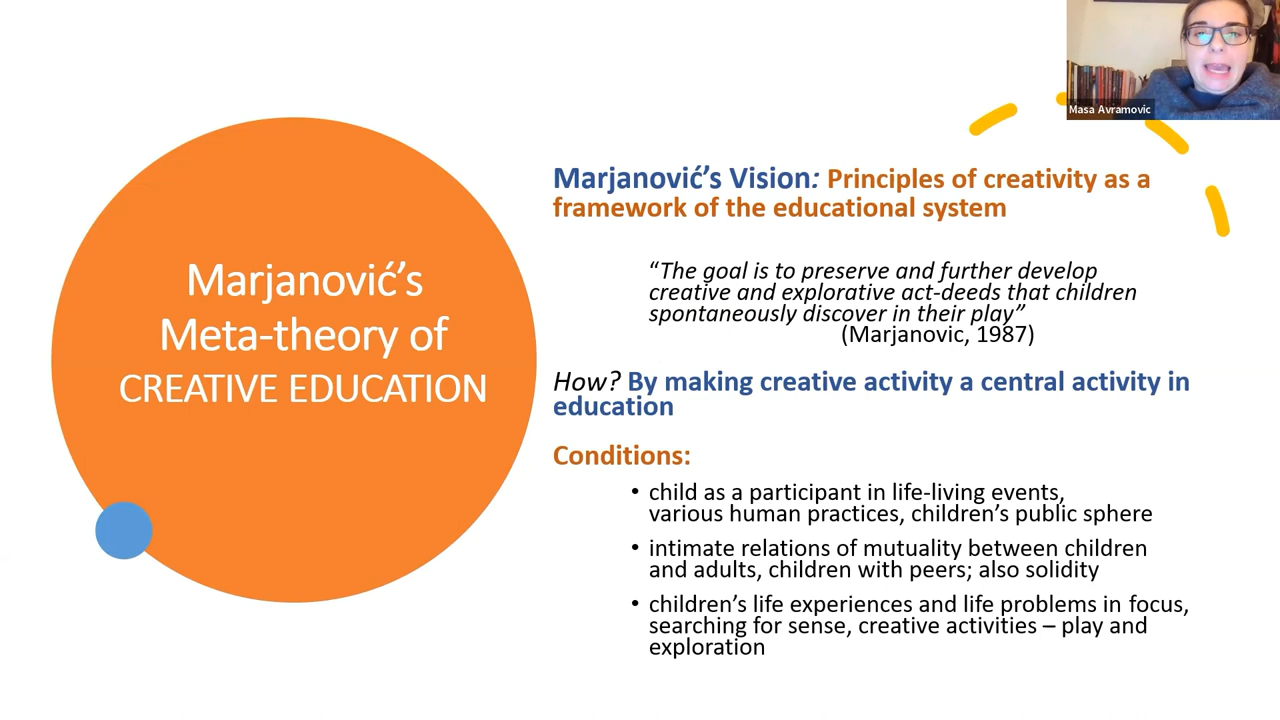 Masa Avramovic
Marjanović’s
Meta-theory of
CREATIVE EDUCATION
Marjanović’s Vision: Principles of creativity as a
framework of the educational system
“The goal is to preserve and further develop
creative and explorative act-deeds that children
spontaneously discover in their play”
(Marjanovic, 1987)
How? By making creative activity a central activity in
education
Conditions:
• child as a participant in life-living events,
various human practices, children’s public sphere
• intimate relations of mutuality between children
and adults, children with peers; also solidity
• children’s life experiences and life problems in focus,
searching for sense, creative activities – play and
exploration